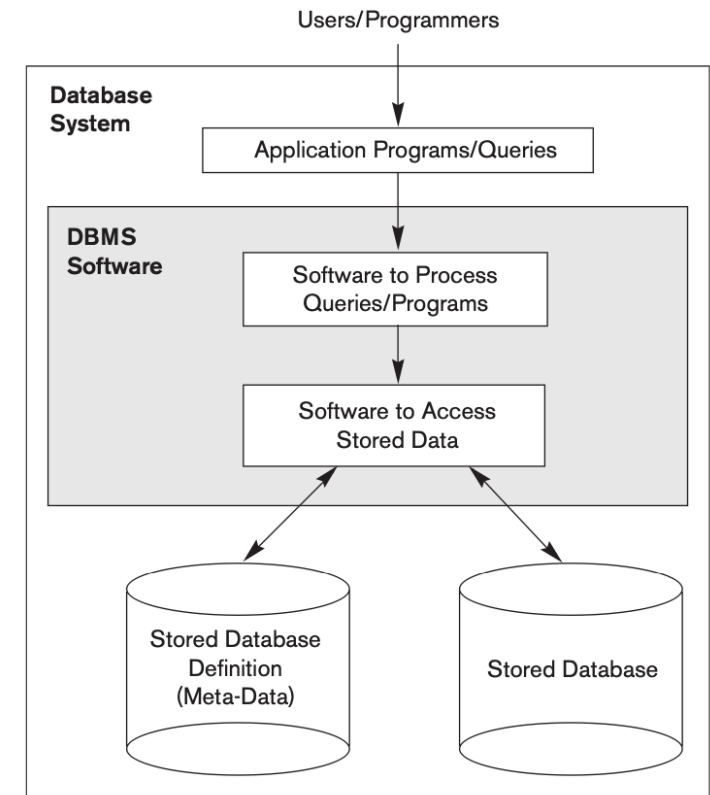 Users/Programmers
Database
System
Application Programs/Queries
DBMS
Software
Software to Process
Queries/Programs
Software to Access
Stored Data
Stored Database
Definition
(Meta-Data)
Stored Database